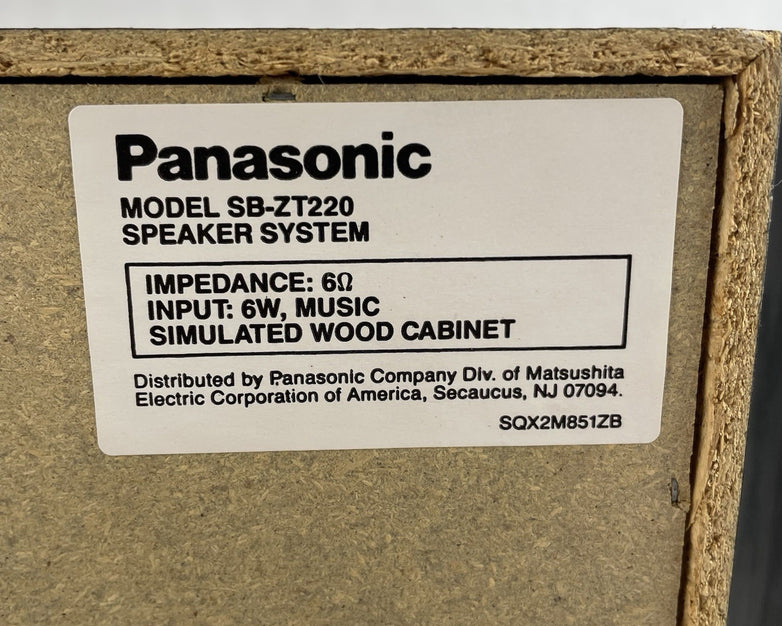 Panasonic
MODEL SB-ZT220
SPEAKER SYSTEM
IMPEDANCE: 6Ω
INPUT: 6W, MUSIC
SIMULATED WOOD CABINET
Distributed by Panasonic Company Div. of Matsushita
Electric Corporation of America, Secaucus, NJ 07094.
SQX2M851ZB